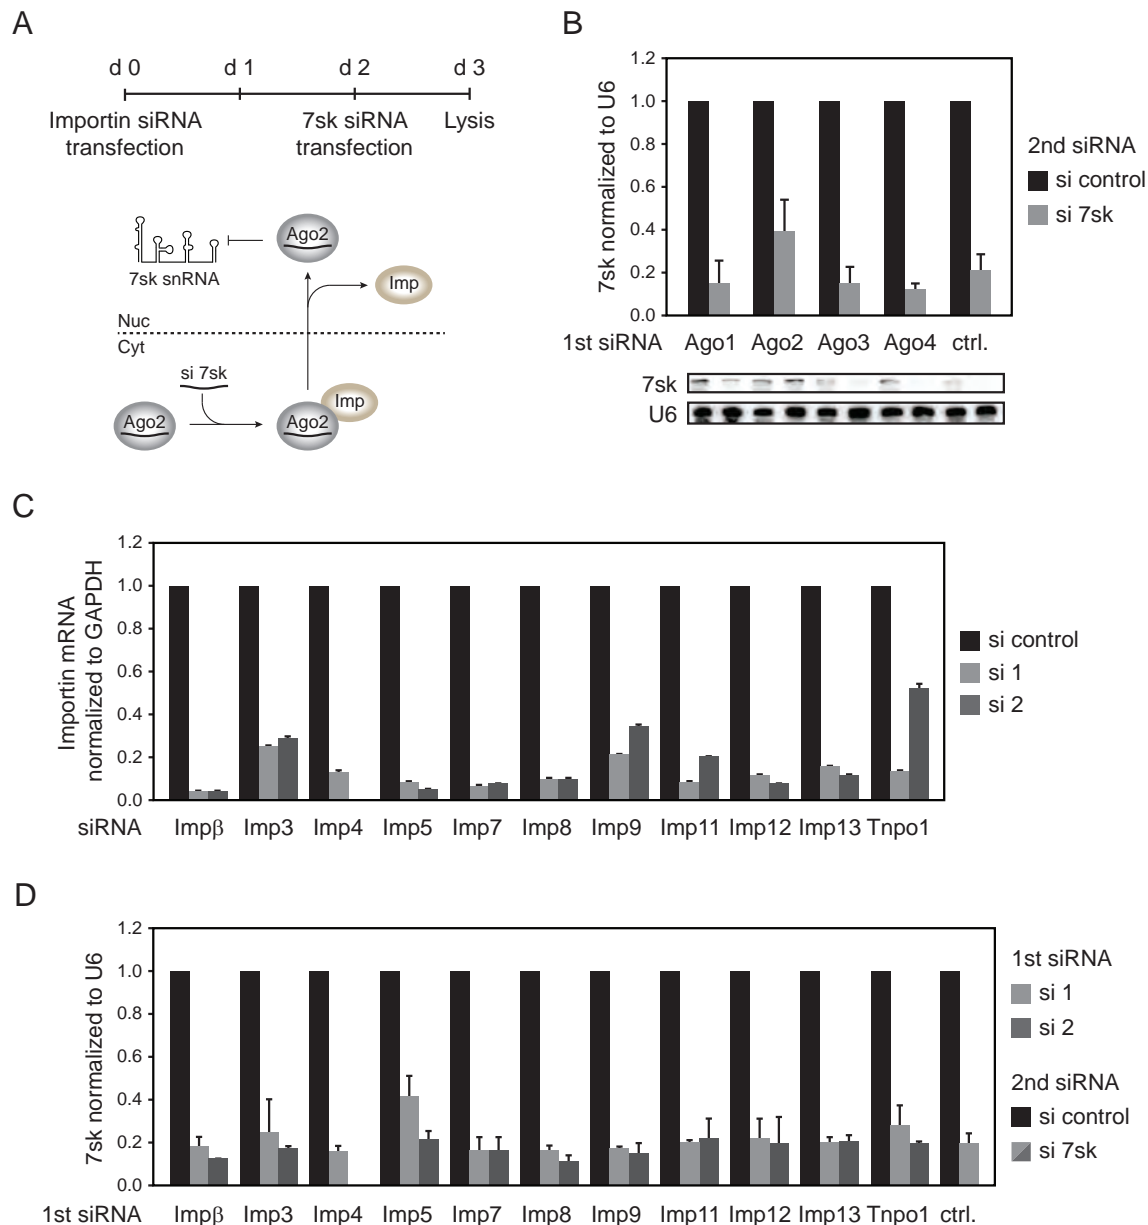 A
d 0 d 1 d 2 d 3
Importin siRNA
transfection
7sk siRNA
transfection
Lysis
Ago2
7sk snRNA
Imp
Nuc
Cyt
si 7sk
Imp
Ago2
Ago2
B
7sk normalized to U6
1.2
1.0
0.8
0.6
0.4
0.2
0.0
1st siRNA Ago1 Ago2 Ago3 Ago4 ctrl.
7sk
U6
2nd siRNA
si control
si 7sk
C
Importin mRNA
normalized to GAPDH
1.2
1.0
0.8
0.6
0.4
0.2
0.0
siRNA Impβ Imp3 Imp4 Imp5 Imp7 Imp8 Imp9 Imp11 Imp12 Imp13 Tnpo1
si control
si 1
si 2
D
7sk normalized to U6
1.2
1.0
0.8
0.6
0.4
0.2
0.0
1st siRNA Impβ Imp3 Imp4 Imp5 Imp7 Imp8 Imp9 Imp11 Imp12 Imp13 Tnpo1 ctrl.
1st siRNA
si 1
si 2
2nd siRNA
si control
si 7sk